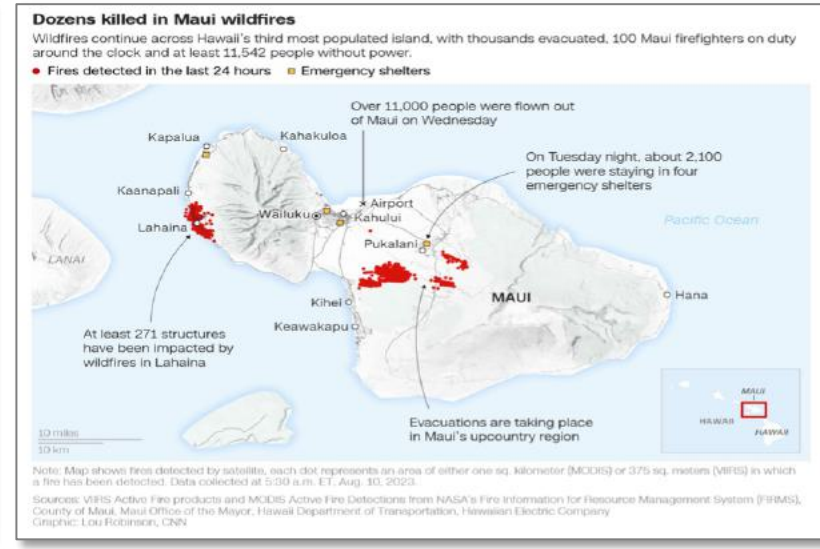 Dozens killed in Maui wildfires
Wildfires continue across Hawaii's third most populated island, with thousands evacuated, 100 Maui firefighters on duty
around the clock and at least 11,542 people without power.
Fires detected in the last 24 hours Emergency shelters
Over 11,000 people were flown out
of Maui on Wednesday
Kapalua
Kahakuloa
On Tuesday night, about 2,100
people were staying in four
emergency shelters
Kaanapali
Airport
Wailuku
Kahului
Lahaina
Pukalani
Pacific Ocean
LANAI
MAUI
Hana
Kihei
Keawakapu
At least 271 structures
have been impacted by
wildfires in Lahaina
Evacuations are taking place
in Maui's upcountry region
MAUI
HAWAII
HAWAII
10 miles
10 km
Note: Map shows fires detected by satellite, each dot represents an area of either one sq. kilometer (MODIS) or 375 sq. meters (VIIRS) in which
a fire has been detected. Data collected at 5:30 a.m. ET, Aug. 10, 2023.
Sources: VIIRS Active Fire products and MODIS Active Fire Detections from NASA's Fire Information for Resource Management System (FIRMS),
County of Maui, Maui Office of the Mayor, Hawaii Department of Transportation, Hawaiian Electric Company
Graphic: Lou Robinson, CNN